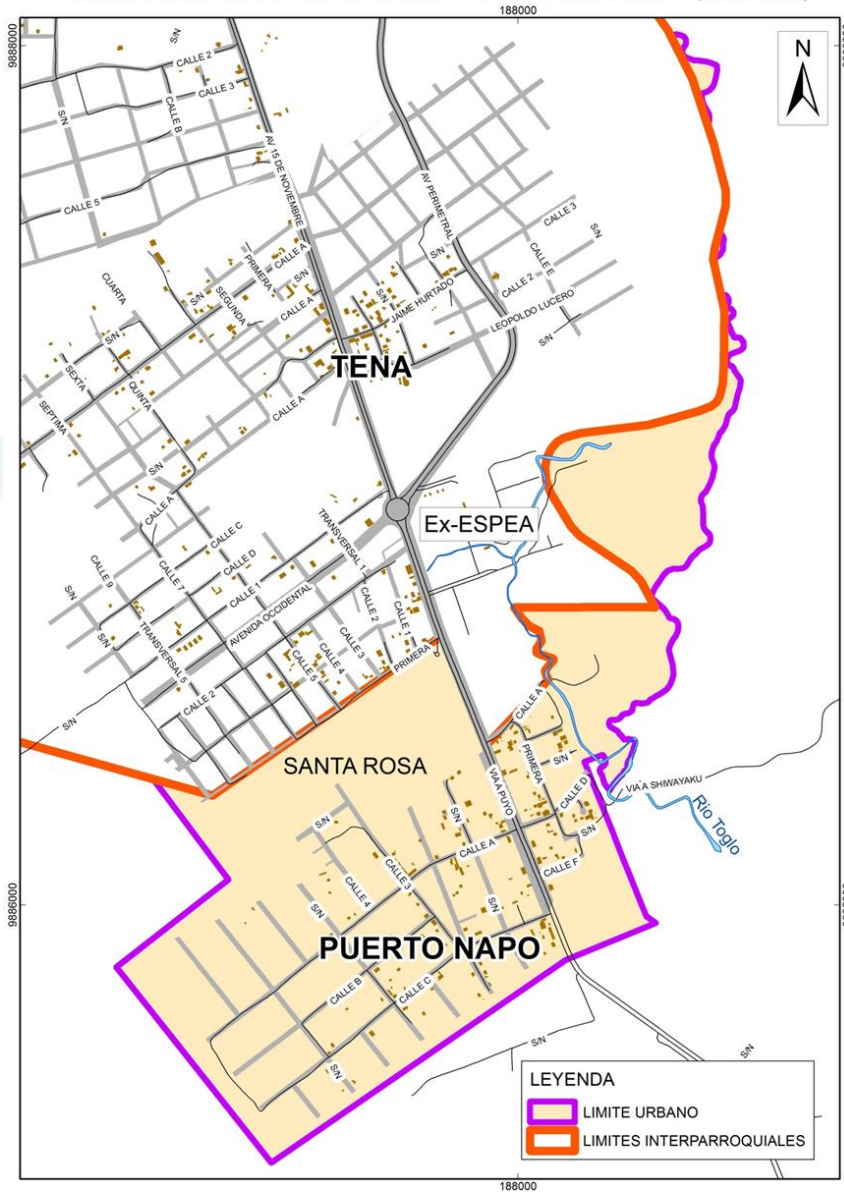 188000
9888000
N
S/N
CALLE 2
CALLE 3
CALLE B
S/N
CALLE 5
S/N
AV 15 DE NOVIEMBRE
AV PERIMETRAL
CALLE 3
S/N
CALLE E
CALLE 2
S/N
LEOPOLDO LUCERO
S/N
CALLE A
PRIMERA
S/N
SEGUNDA
S/N
CUARTA
CALLE A
S/N
JAIME HURTADO
TENA
S/N
SEXTA
QUINTA
SEPTIMA
CALLE A
S/N
CALLE A
Ex-ESPEA
CALLE C
CALLE D
TRANSVERSAL 1
CALLE 9
CALLE 7
CALLE 1
S/N
AVENIDA OCCIDENTAL
CALLE 2
CALLE 1
S/N
TRANSVERSAL 5
CALLE 3
CALLE 4
CALLE 5
PRIMERA
CALLE 2
S/N
CALLE A
SANTA ROSA
PRIMERA
S/N
VIA A PUYO
CALLE D
VIA A SHIWAYAKU
Río Toglo
S/N
S/N
S/N
CALLE A
CALLE F
CALLE 3
CALLE 4
9886000
S/N
S/N
PUERTO NAPO
CALLE B
CALLE C
S/N
S/N
S/N
LEYENDA
LIMITE URBANO
LIMITES INTERPARROQUIALES
188000